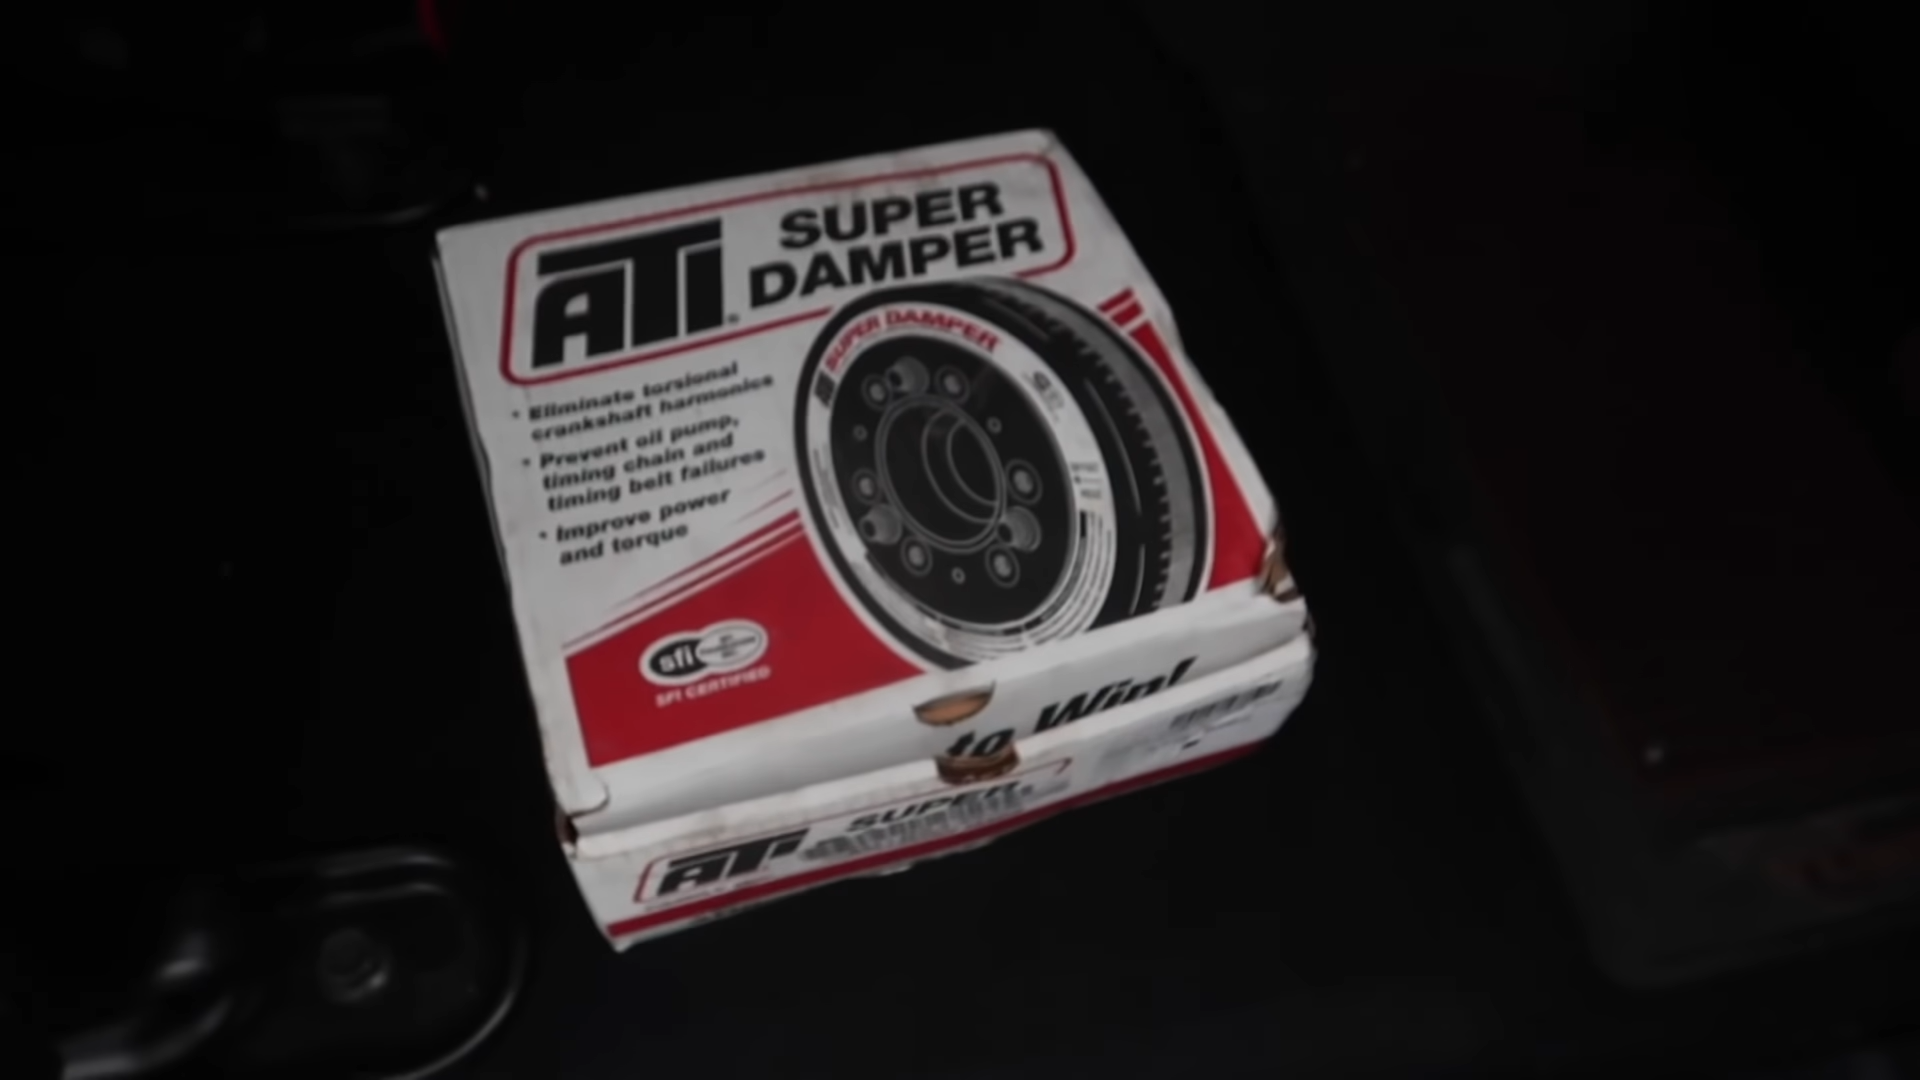 ATI®
SUPER
DAMPER
SUPER DAMPER
• Eliminate torsional
crankshaft harmonics
• Prevent oil pump,
timing chain and
timing belt failures
• Improve power
and torque
sfi
SFI CERTIFIED
to Win!
ATI SUPER